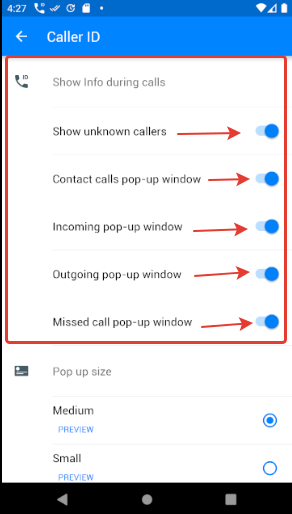 4:27
Caller ID
ID
Show Info during calls
Show unknown callers
Contact calls pop-up window
Incoming pop-up window
Outgoing pop-up window
Missed call pop-up window
Pop up size
Medium
PREVIEW
Small
PREVIEW